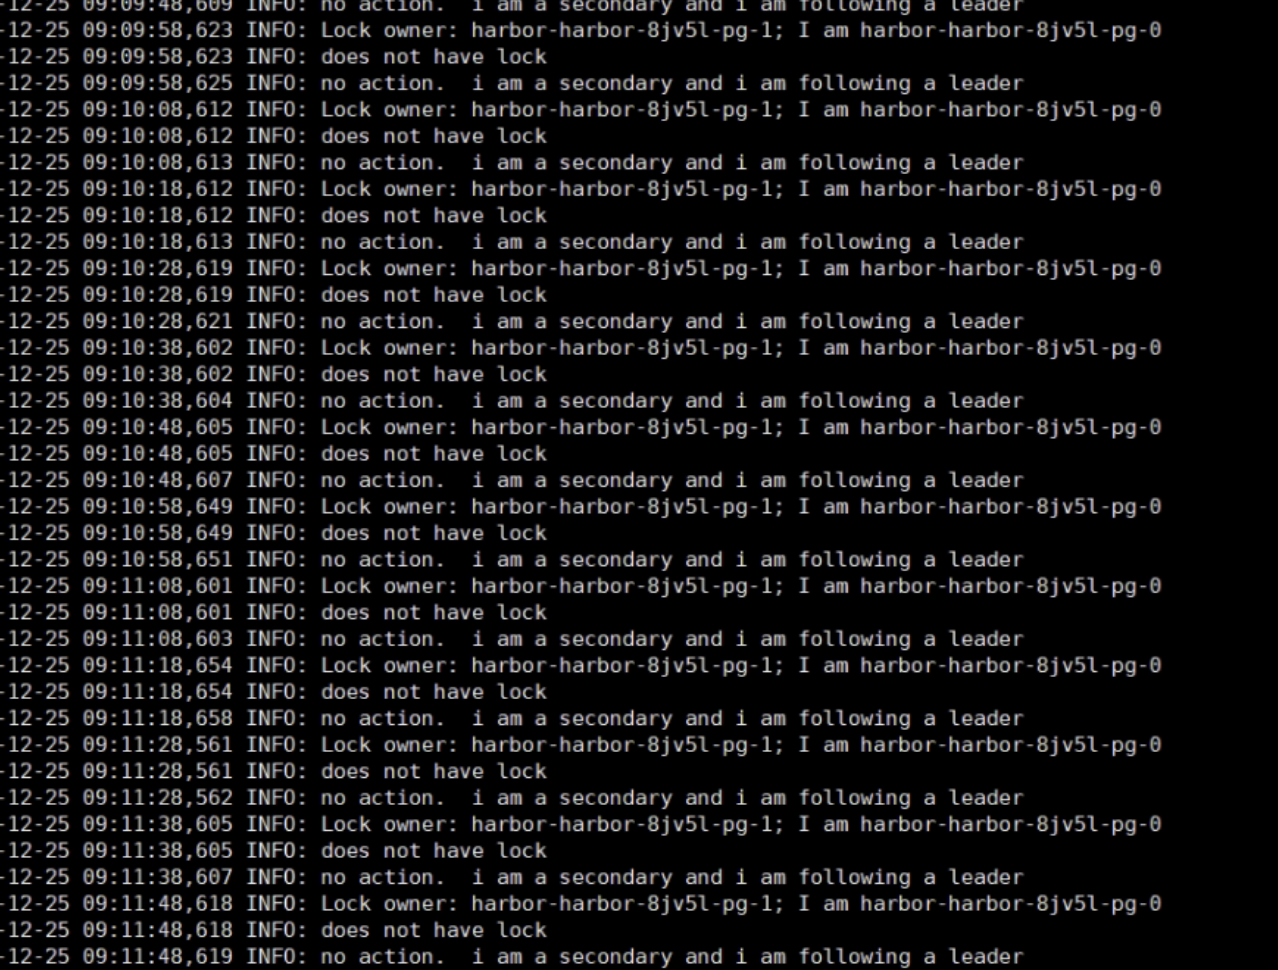 -12-25 09:09:48,609 INFO: no action.  i am a secondary and i am following a leader
-12-25 09:09:58,623 INFO: Lock owner: harbor-harbor-8jv5l-pg-1; I am harbor-harbor-8jv5l-pg-0
-12-25 09:09:58,623 INFO: does not have lock
-12-25 09:09:58,625 INFO: no action.  i am a secondary and i am following a leader
-12-25 09:10:08,612 INFO: Lock owner: harbor-harbor-8jv5l-pg-1; I am harbor-harbor-8jv5l-pg-0
-12-25 09:10:08,612 INFO: does not have lock
-12-25 09:10:08,613 INFO: no action.  i am a secondary and i am following a leader
-12-25 09:10:18,612 INFO: Lock owner: harbor-harbor-8jv5l-pg-1; I am harbor-harbor-8jv5l-pg-0
-12-25 09:10:18,612 INFO: does not have lock
-12-25 09:10:18,613 INFO: no action.  i am a secondary and i am following a leader
-12-25 09:10:28,619 INFO: Lock owner: harbor-harbor-8jv5l-pg-1; I am harbor-harbor-8jv5l-pg-0
-12-25 09:10:28,619 INFO: does not have lock
-12-25 09:10:28,621 INFO: no action.  i am a secondary and i am following a leader
-12-25 09:10:38,602 INFO: Lock owner: harbor-harbor-8jv5l-pg-1; I am harbor-harbor-8jv5l-pg-0
-12-25 09:10:38,602 INFO: does not have lock
-12-25 09:10:38,604 INFO: no action.  i am a secondary and i am following a leader
-12-25 09:10:48,605 INFO: Lock owner: harbor-harbor-8jv5l-pg-1; I am harbor-harbor-8jv5l-pg-0
-12-25 09:10:48,605 INFO: does not have lock
-12-25 09:10:48,607 INFO: no action.  i am a secondary and i am following a leader
-12-25 09:10:58,649 INFO: Lock owner: harbor-harbor-8jv5l-pg-1; I am harbor-harbor-8jv5l-pg-0
-12-25 09:10:58,649 INFO: does not have lock
-12-25 09:10:58,651 INFO: no action.  i am a secondary and i am following a leader
-12-25 09:11:08,601 INFO: Lock owner: harbor-harbor-8jv5l-pg-1; I am harbor-harbor-8jv5l-pg-0
-12-25 09:11:08,601 INFO: does not have lock
-12-25 09:11:08,603 INFO: no action.  i am a secondary and i am following a leader
-12-25 09:11:18,654 INFO: Lock owner: harbor-harbor-8jv5l-pg-1; I am harbor-harbor-8jv5l-pg-0
-12-25 09:11:18,654 INFO: does not have lock
-12-25 09:11:18,658 INFO: no action.  i am a secondary and i am following a leader
-12-25 09:11:28,561 INFO: Lock owner: harbor-harbor-8jv5l-pg-1; I am harbor-harbor-8jv5l-pg-0
-12-25 09:11:28,561 INFO: does not have lock
-12-25 09:11:28,562 INFO: no action.  i am a secondary and i am following a leader
-12-25 09:11:38,605 INFO: Lock owner: harbor-harbor-8jv5l-pg-1; I am harbor-harbor-8jv5l-pg-0
-12-25 09:11:38,605 INFO: does not have lock
-12-25 09:11:38,607 INFO: no action.  i am a secondary and i am following a leader
-12-25 09:11:48,618 INFO: Lock owner: harbor-harbor-8jv5l-pg-1; I am harbor-harbor-8jv5l-pg-0
-12-25 09:11:48,618 INFO: does not have lock
-12-25 09:11:48,619 INFO: no action.  i am a secondary and i am following a leader